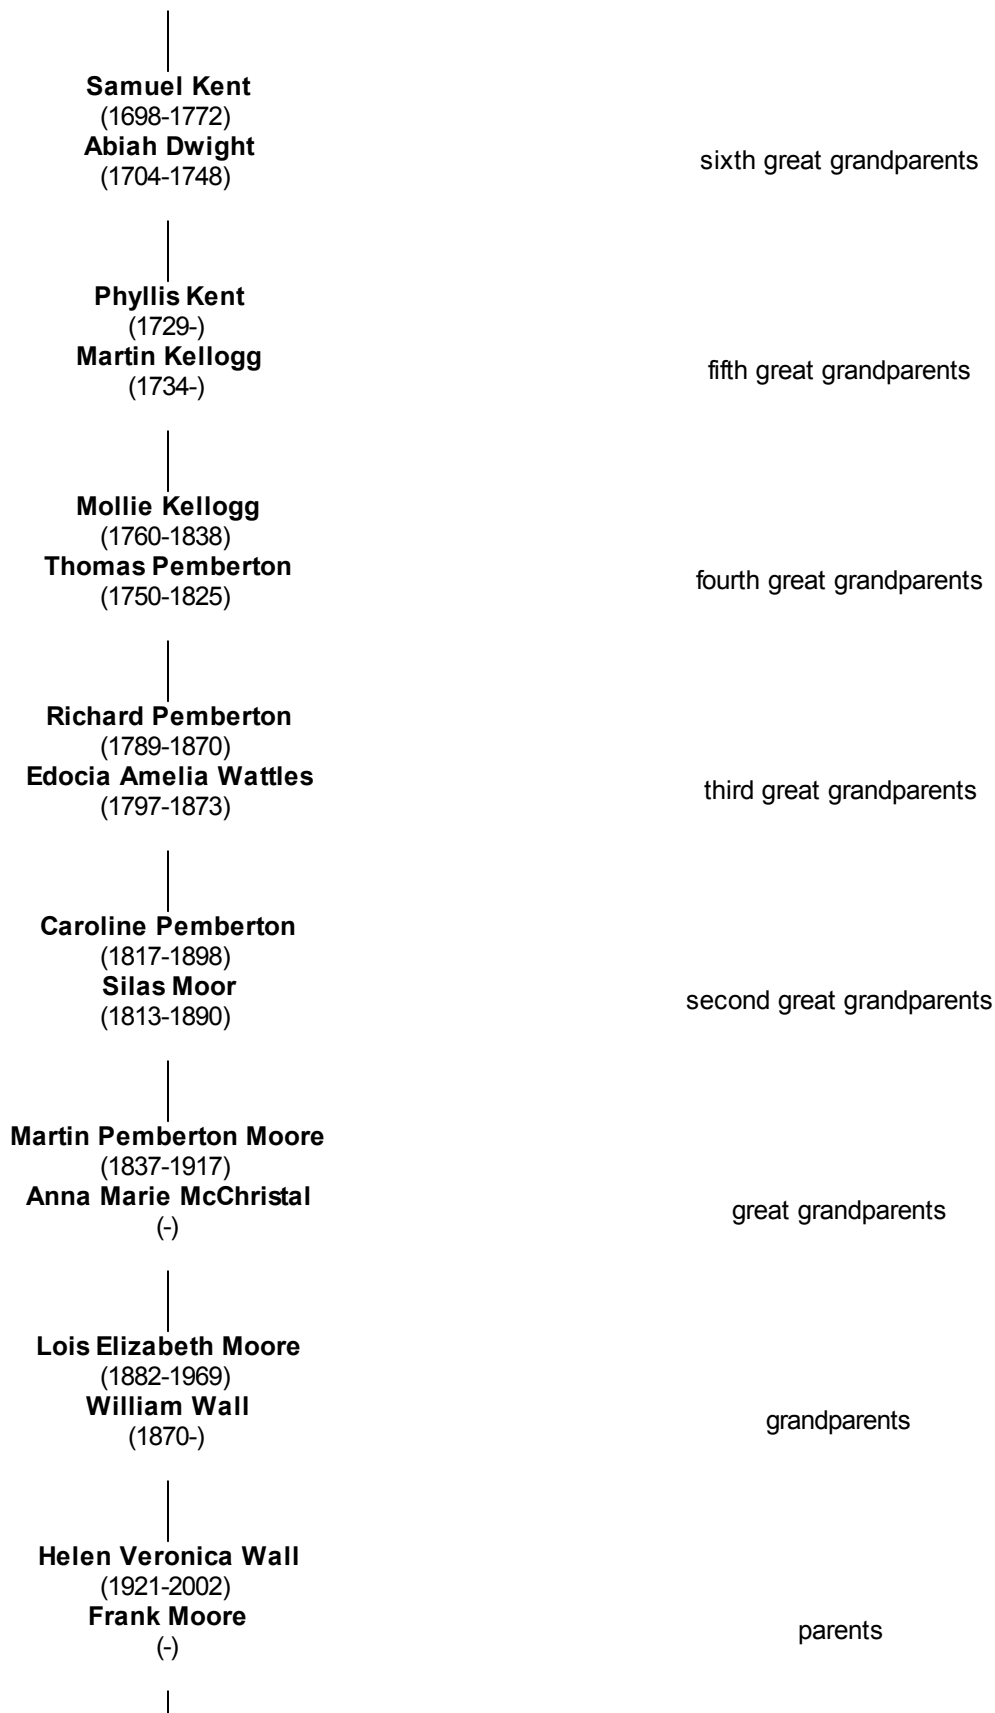 Samuel Kent
(1698-1772)
Abiah Dwight
(1704-1748)
sixth great grandparents
Phyllis Kent
(1729-)
Martin Kellogg
(1734-)
fifth great grandparents
Mollie Kellogg
(1760-1838)
Thomas Pemberton
(1750-1825)
fourth great grandparents
Richard Pemberton
(1789-1870)
Edocia Amelia Wattles
(1797-1873)
third great grandparents
Caroline Pemberton
(1817-1898)
Silas Moor
(1813-1890)
second great grandparents
Martin Pemberton Moore
(1837-1917)
Anna Marie McChristal
(-)
great grandparents
Lois Elizabeth Moore
(1882-1969)
William Wall
(1870-)
grandparents
Helen Veronica Wall
(1921-2002)
Frank Moore
(-)
parents